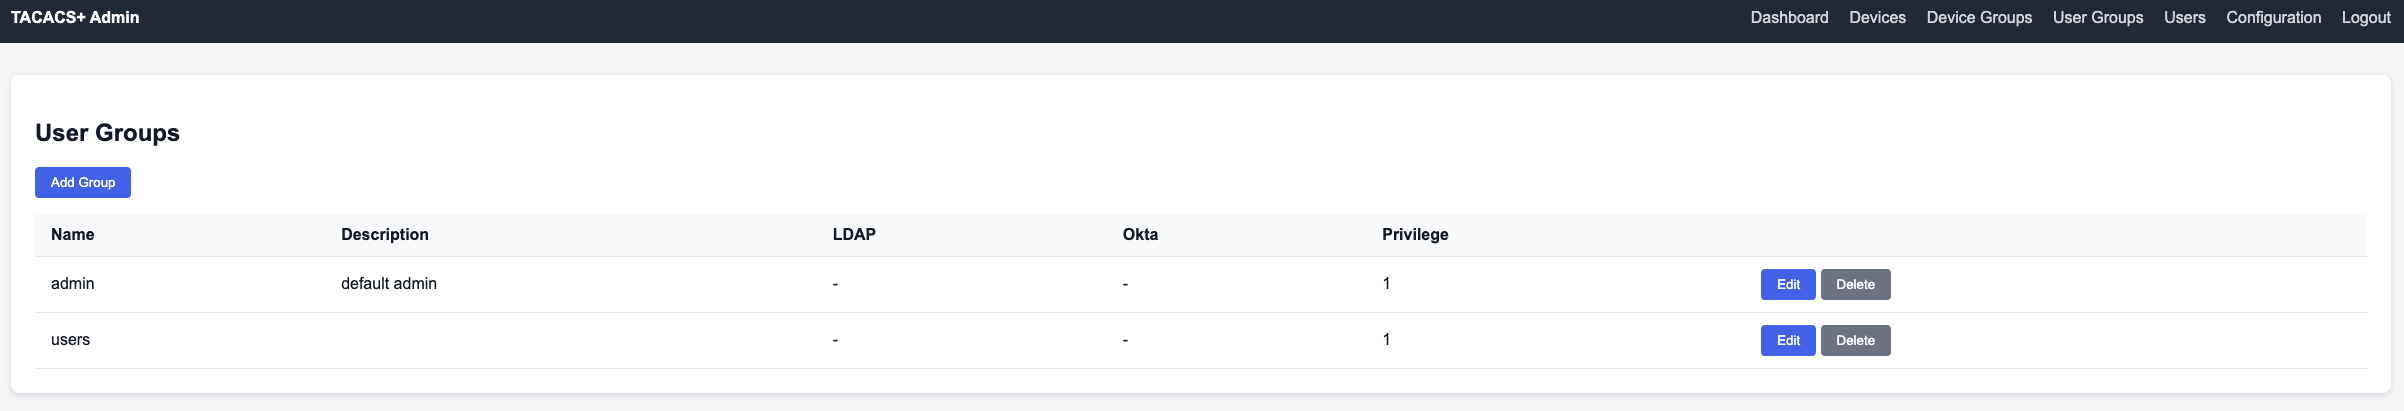 TACACS+ Admin Dashboard Devices Device Groups User Groups Users Configuration Logout
User Groups
Add Group
Name Description LDAP Okta Privilege
admin default admin - - 1 Edit Delete
users - - 1 Edit Delete